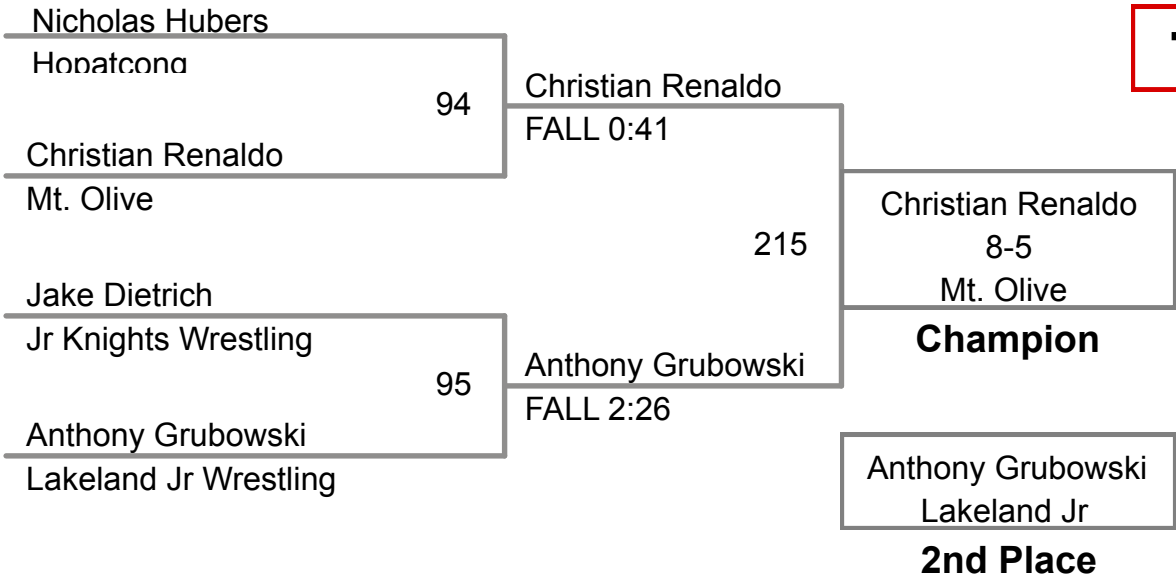 Nicholas Hubers
Hopatcong
94
Christian Renaldo
Mt. Olive
Christian Renaldo
FALL 0:41
Jake Dietrich
Jr Knights Wrestling
95
Anthony Grubowski
Lakeland Jr Wrestling
Anthony Grubowski
FALL 2:26
215
Christian Renaldo
8-5
Mt. Olive
Champion
Anthony Grubowski
Lakeland Jr
2nd Place